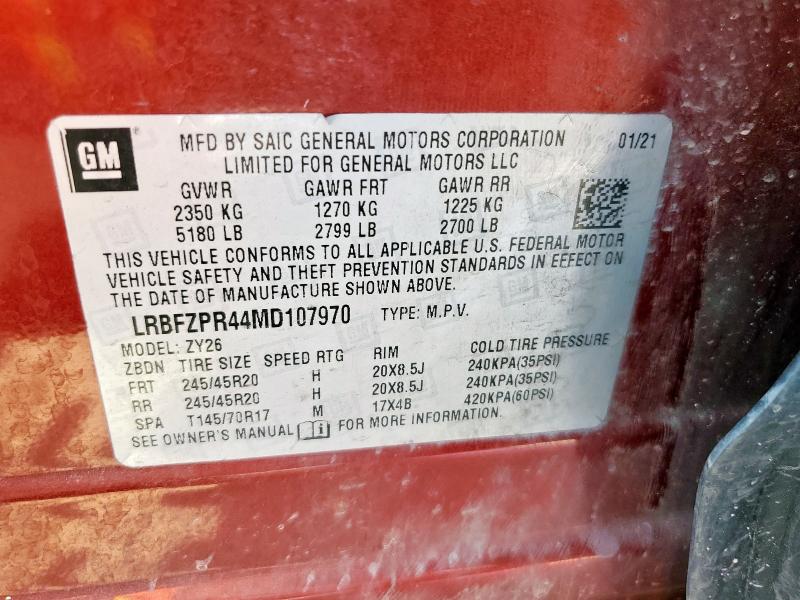 GM
MFD BY SAIC GENERAL MOTORS CORPORATION 01/21
LIMITED FOR GENERAL MOTORS LLC
GVWR GAWR FRT GAWR RR
2350 KG 1270 KG 1225 KG
5180 LB 2799 LB 2700 LB
THIS VEHICLE CONFORMS TO ALL APPLICABLE U.S. FEDERAL MOTOR
VEHICLE SAFETY AND THEFT PREVENTION STANDARDS IN EFFECT ON
THE DATE OF MANUFACTURE SHOWN ABOVE.
LRBFZPR44MD107970 TYPE: M.P.V.
MODEL: ZY26
ZBDN TIRE SIZE SPEED RTG RIM COLD TIRE PRESSURE
FRT 245/45R20 H 20X8.5J 240KPA(35PSI)
RR 245/45R20 H 20X8.5J 240KPA(35PSI)
SPA T145/70R17 M 17X4B 420KPA(60PSI)
SEE OWNER'S MANUAL FOR MORE INFORMATION.